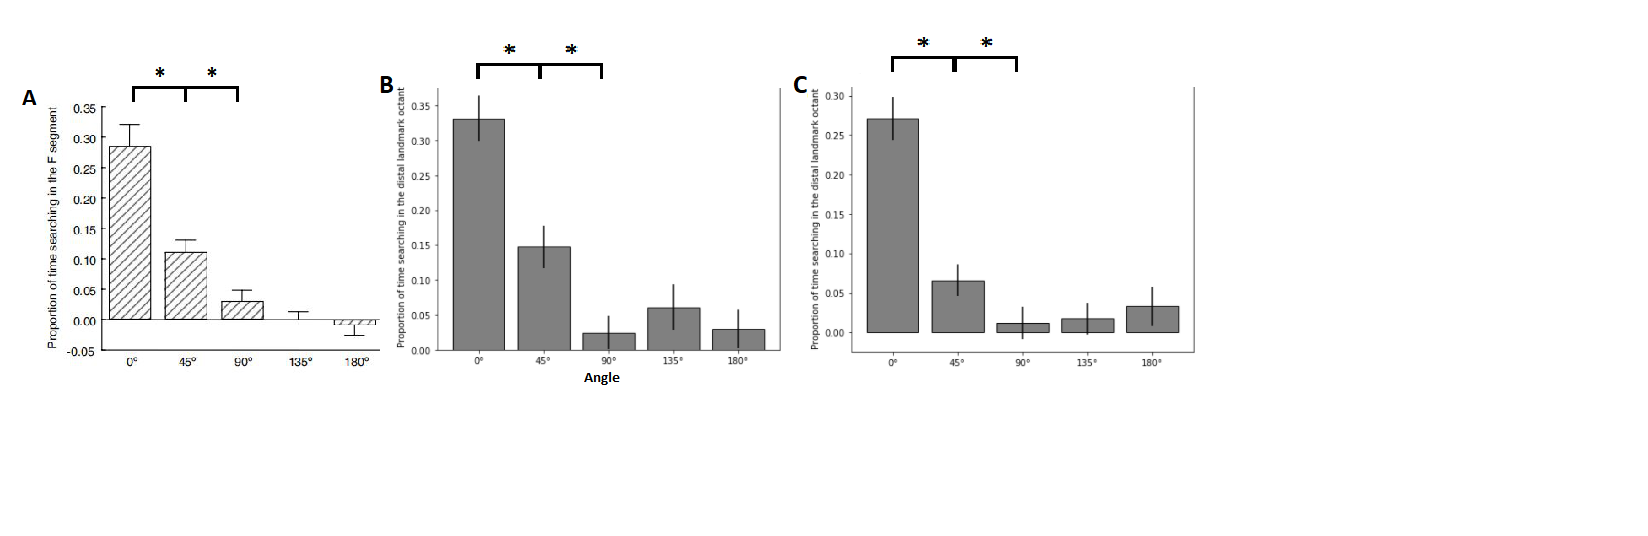 A
* *
Proportion of time searching in the F segment
0.35
0.30
0.25
0.20
0.15
0.10
0.05
0.00
-0.05
0° 45° 90° 135° 180°
B
* *
Proportion of time searching in the distal landmark octant
0.35
0.30
0.25
0.20
0.15
0.10
0.05
0.00
0° 45° 90° 135° 180°
Angle
C
* *
Proportion of time searching in the distal landmark octant
0.30
0.25
0.20
0.15
0.10
0.05
0.00
0° 45° 90° 135° 180°